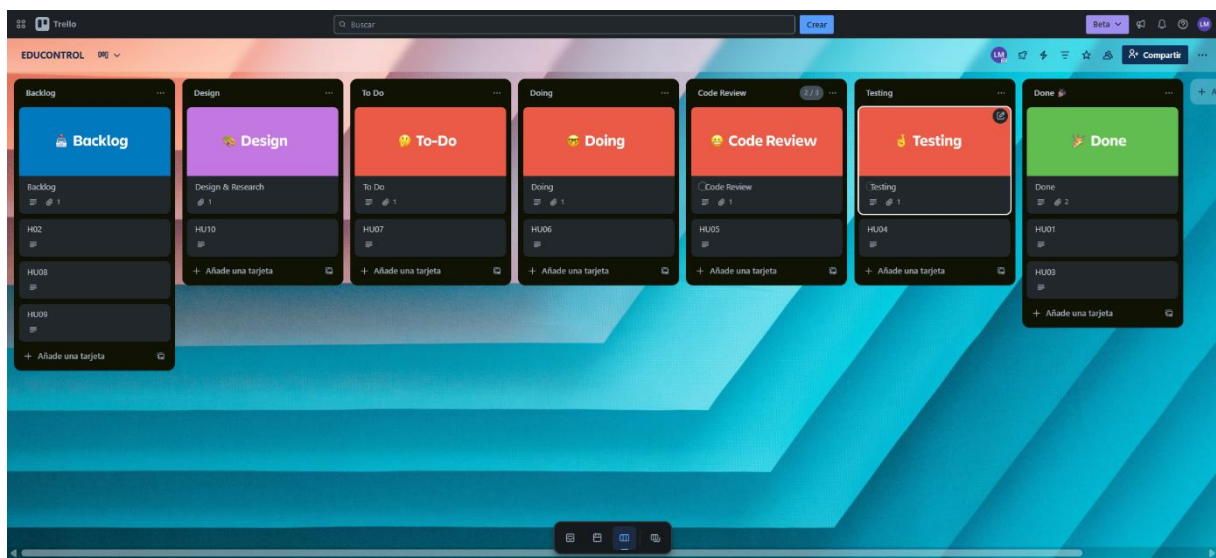 Trello
Buscar
Crear
Beta
LM
EDUCONTROL
LM
Compartir
Backlog
Backlog
Backlog
1
H02
HU08
HU09
+ Añade una tarjeta
Design
Design
Design & Research
1
HU10
+ Añade una tarjeta
To Do
To-Do
To Do
1
HU07
+ Añade una tarjeta
Doing
Doing
Doing
1
HU06
+ Añade una tarjeta
Code Review
2/3
Code Review
Code Review
1
HU05
+ Añade una tarjeta
Testing
Testing
Testing
1
HU04
+ Añade una tarjeta
Done
Done
Done
2
HU01
HU03
+ Añade una tarjeta
+ A